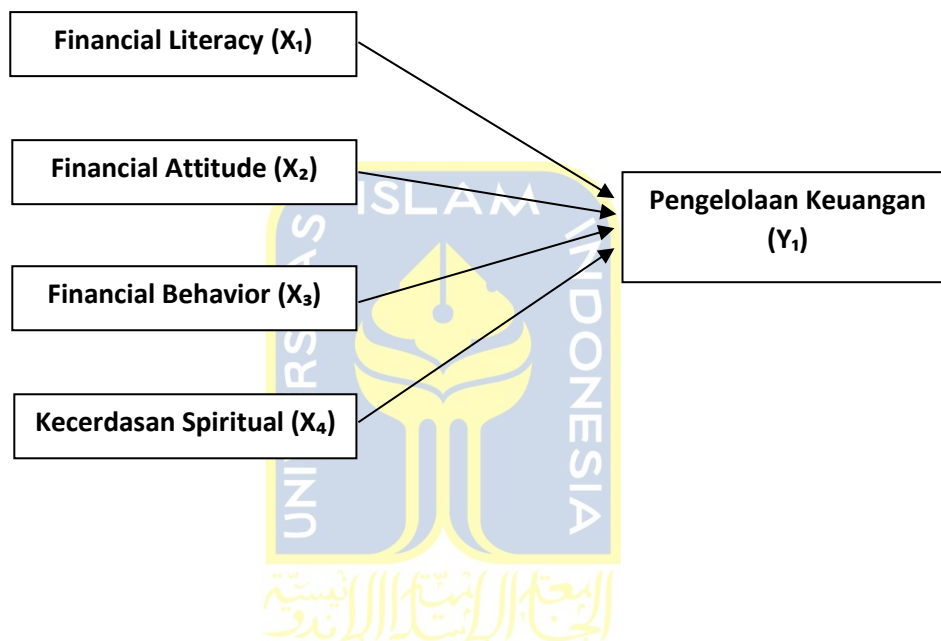 Financial Literacy (X₁)
Financial Attitude (X₂)
Pengelolaan Keuangan
(Y₁)
Financial Behavior (X₃)
Kecerdasan Spiritual (X₄)
UNIVERSITAS ISLAM INDONESIA